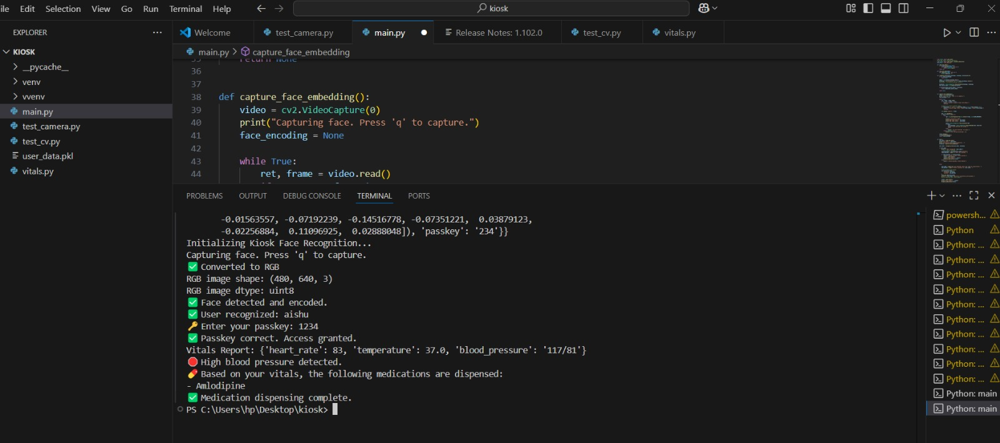 ile Edit Selection View Go Run Terminal Help
kiosk
EXPLORER
Welcome
test_camera.py
main.py
Release Notes: 1.102.0
test_cv.py
vitals.py
KIOSK
__pycache__
venv
vvenv
main.py
test_camera.py
test_cv.py
user_data.pkl
vitals.py
main.py > capture_face_embedding
return None
36
37
38 def capture_face_embedding():
39 video = cv2.VideoCapture(0)
40 print("Capturing face. Press 'q' to capture.")
41 face_encoding = None
42
43 while True:
44 ret, frame = video.read()
PROBLEMS OUTPUT DEBUG CONSOLE TERMINAL PORTS
-0.01563557, -0.07192239, -0.14516778, -0.07351221, 0.03879123,
-0.02256884, 0.11096925, 0.02888048]), 'passkey': '234'}}
Initializing Kiosk Face Recognition...
Capturing face. Press 'q' to capture.
✅ Converted to RGB
RGB image shape: (480, 640, 3)
RGB image dtype: uint8
✅ Face detected and encoded.
✅ User recognized: aishu
🔑 Enter your passkey: 1234
✅ Passkey correct. Access granted.
Vitals Report: {'heart_rate': 83, 'temperature': 37.0, 'blood_pressure': '117/81'}
🛑 High blood pressure detected.
💊 Based on your vitals, the following medications are dispensed:
- Amlodipine
✅ Medication dispensing complete.
PS C:\Users\hp\Desktop\kiosk>
powersh...
Python
Python: ...
Python: ...
Python: ...
Python: ...
Python: ...
Python: ...
Python: ...
Python: ...
Python: ...
Python: ...
Python: main
Python: main